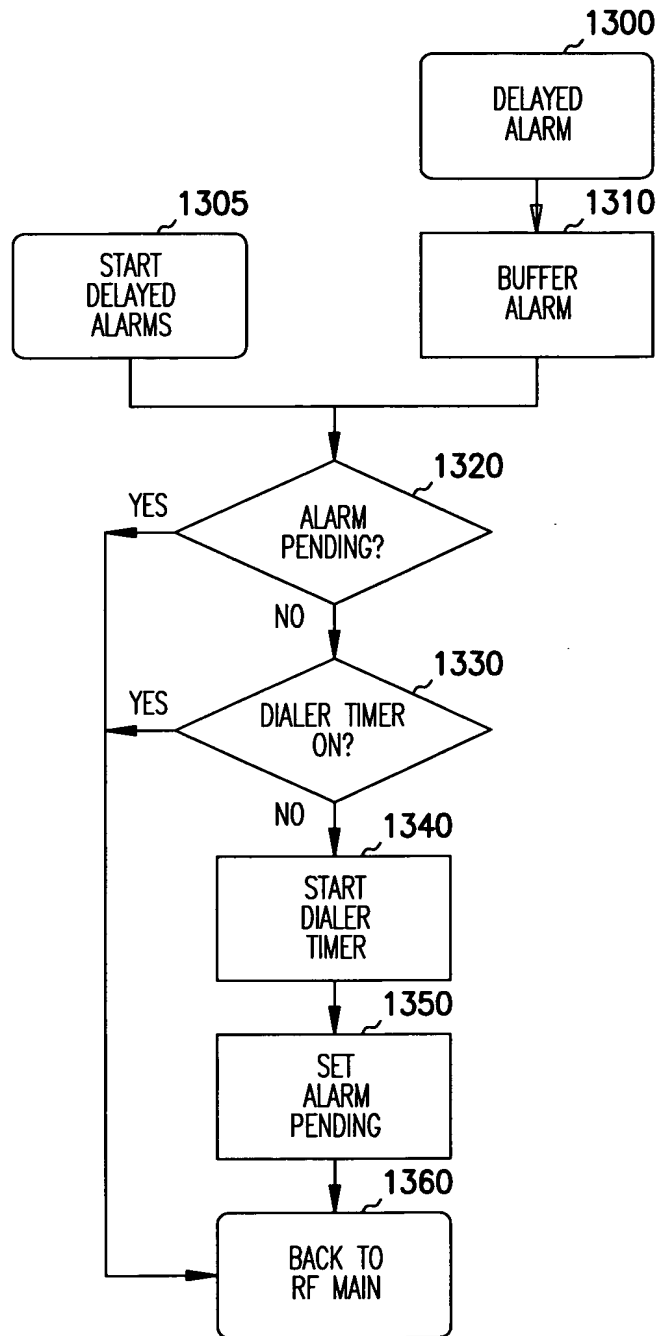 1300
DELAYED
ALARM
1305
START
DELAYED
ALARMS
1310
BUFFER
ALARM
1320
YES
ALARM
PENDING?
NO
1330
YES
DIALER TIMER
ON?
NO
1340
START
DIALER
TIMER
1350
SET
ALARM
PENDING
1360
BACK TO
RF MAIN